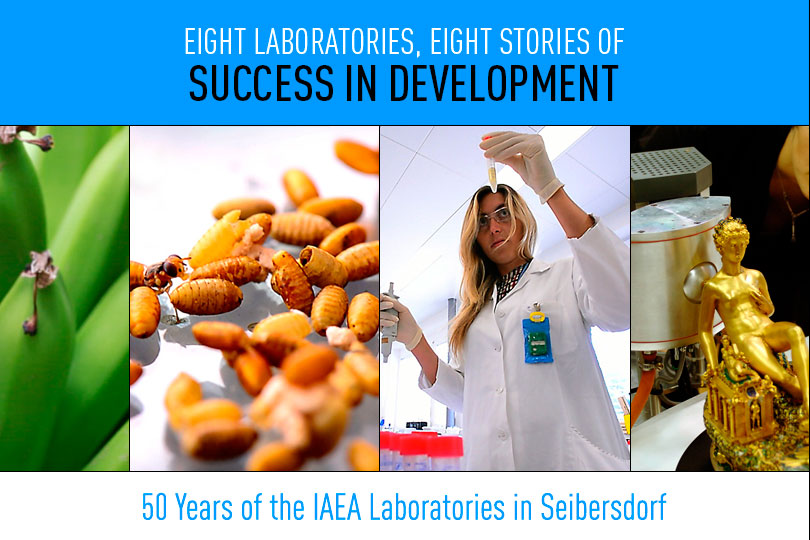 EIGHT LABORATORIES, EIGHT STORIES OF
SUCCESS IN DEVELOPMENT
50 Years of the IAEA Laboratories in Seibersdorf